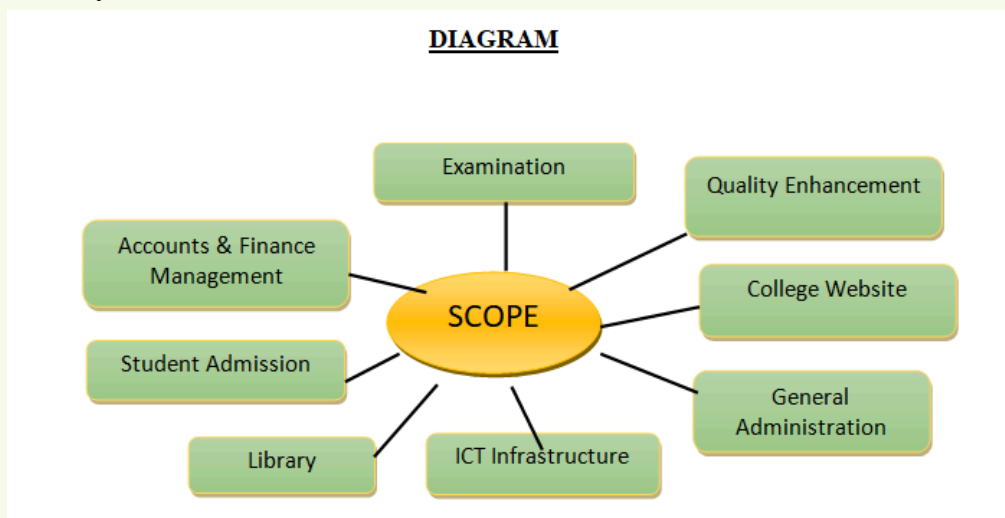 DIAGRAM
Examination
Quality Enhancement
Accounts & Finance
Management
College Website
SCOPE
Student Admission
General
Administration
Library
ICT Infrastructure